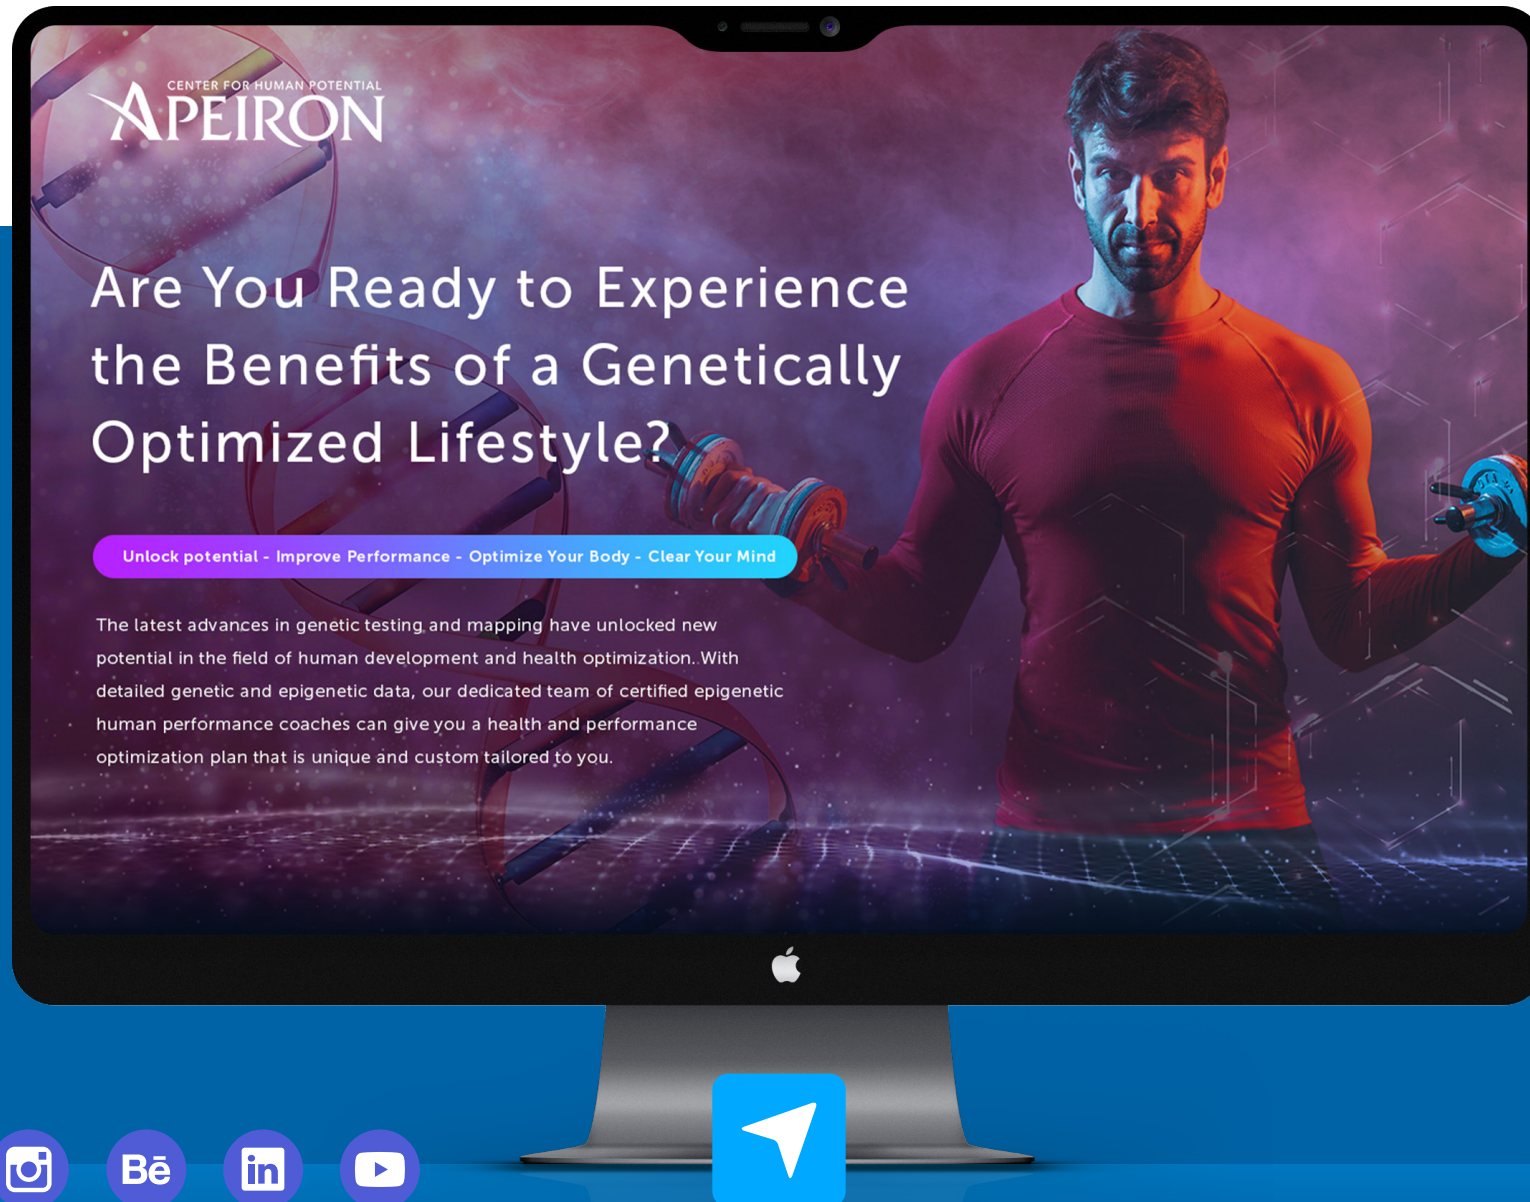 CENTER FOR HUMAN POTENTIAL
APEIRON
Are You Ready to Experience
the Benefits of a Genetically
Optimized Lifestyle?
Unlock potential - Improve Performance - Optimize Your Body - Clear Your Mind
The latest advances in genetic testing and mapping have unlocked new
potential in the field of human development and health optimization. With
detailed genetic and epigenetic data, our dedicated team of certified epigenetic
human performance coaches can give you a health and performance
optimization plan that is unique and custom tailored to you.
Bē
in